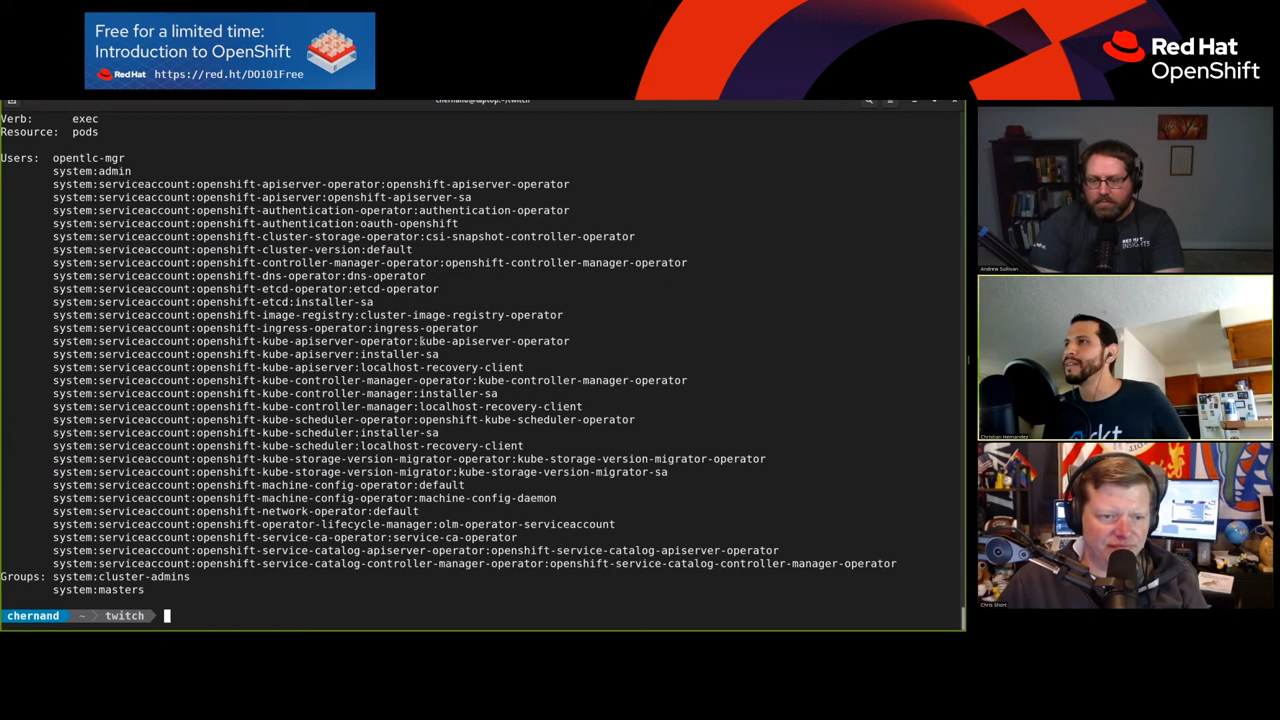 Free for a limited time:
Introduction to OpenShift
Red Hat https://red.ht/DO101Free
Red Hat
OpenShift
chernand@laptop:~/twitch
Verb: exec
Resource: pods
Users: opentlc-mgr
system:admin
system:serviceaccount:openshift-apiserver-operator:openshift-apiserver-operator
system:serviceaccount:openshift-apiserver:openshift-apiserver-sa
system:serviceaccount:openshift-authentication-operator:authentication-operator
system:serviceaccount:openshift-authentication:oauth-openshift
system:serviceaccount:openshift-cluster-storage-operator:csi-snapshot-controller-operator
system:serviceaccount:openshift-cluster-version:default
system:serviceaccount:openshift-controller-manager-operator:openshift-controller-manager-operator
system:serviceaccount:openshift-dns-operator:dns-operator
system:serviceaccount:openshift-etcd-operator:etcd-operator
system:serviceaccount:openshift-etcd:installer-sa
system:serviceaccount:openshift-image-registry:cluster-image-registry-operator
system:serviceaccount:openshift-ingress-operator:ingress-operator
system:serviceaccount:openshift-kube-apiserver-operator:kube-apiserver-operator
system:serviceaccount:openshift-kube-apiserver:installer-sa
system:serviceaccount:openshift-kube-apiserver:localhost-recovery-client
system:serviceaccount:openshift-kube-controller-manager-operator:kube-controller-manager-operator
system:serviceaccount:openshift-kube-controller-manager:installer-sa
system:serviceaccount:openshift-kube-controller-manager:localhost-recovery-client
system:serviceaccount:openshift-kube-scheduler-operator:openshift-kube-scheduler-operator
system:serviceaccount:openshift-kube-scheduler:installer-sa
system:serviceaccount:openshift-kube-scheduler:localhost-recovery-client
system:serviceaccount:openshift-kube-storage-version-migrator-operator:kube-storage-version-migrator-operator
system:serviceaccount:openshift-kube-storage-version-migrator:kube-storage-version-migrator-sa
system:serviceaccount:openshift-machine-config-operator:default
system:serviceaccount:openshift-machine-config-operator:machine-config-daemon
system:serviceaccount:openshift-network-operator:default
system:serviceaccount:openshift-operator-lifecycle-manager:olm-operator-serviceaccount
system:serviceaccount:openshift-service-ca-operator:service-ca-operator
system:serviceaccount:openshift-service-catalog-apiserver-operator:openshift-service-catalog-apiserver-operator
system:serviceaccount:openshift-service-catalog-controller-manager-operator:openshift-service-catalog-controller-manager-operator
Groups: system:cluster-admins
system:masters
chernand ~ twitch
RED HAT
INSIGHTS
Andrew Sullivan
Christian Hernandez
Chris Short